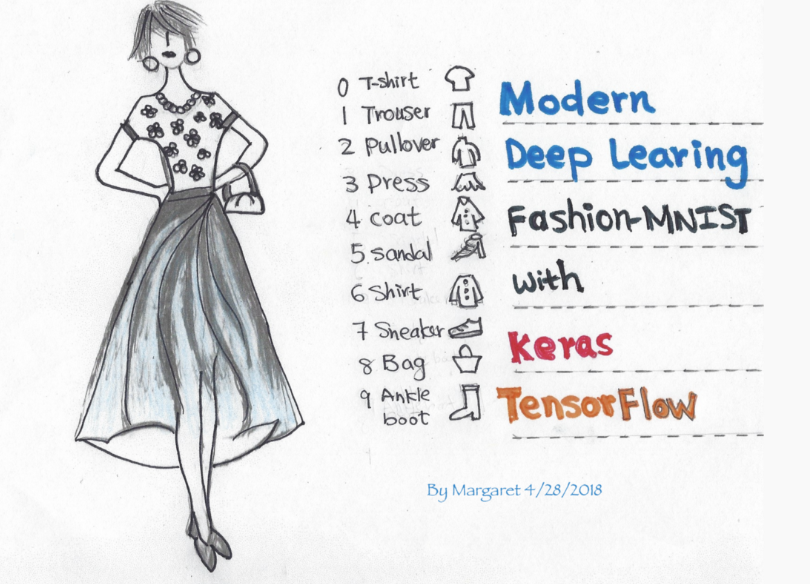 0 T-shirt
1 Trouser
2 Pullover
3 Press
4 coat
5.sandal
6 Shirt
7 Sneaker
8 Bag
9 Ankle
boot
Modern
Deep Learing
Fashion-MNIST
with
Keras
TensorFlow
By Margaret 4/28/2018